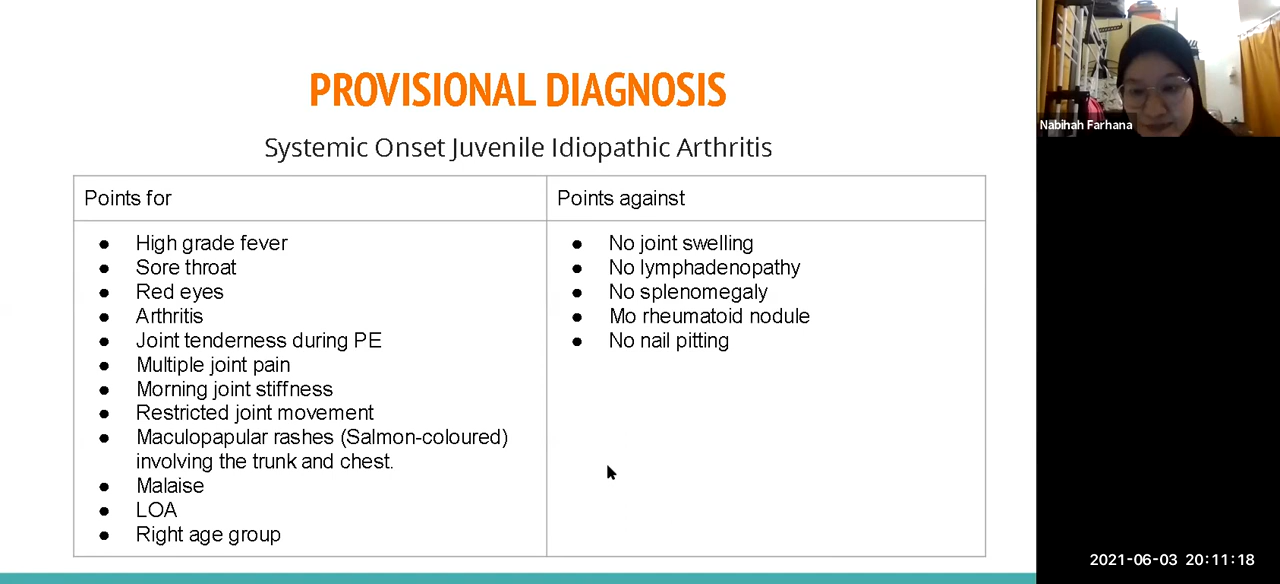 PROVISIONAL DIAGNOSIS
Systemic Onset Juvenile Idiopathic Arthritis
Points for
High grade fever
Sore throat
Red eyes
Arthritis
Joint tenderness during PE
Multiple joint pain
Morning joint stiffness
Restricted joint movement
Maculopapular rashes (Salmon-coloured)
involving the trunk and chest.
Malaise
LOA
Right age group
Points against
No joint swelling
No lymphadenopathy
No splenomegaly
Mo rheumatoid nodule
No nail pitting
Nabihah Farhana
2021-06-03 20:11:18